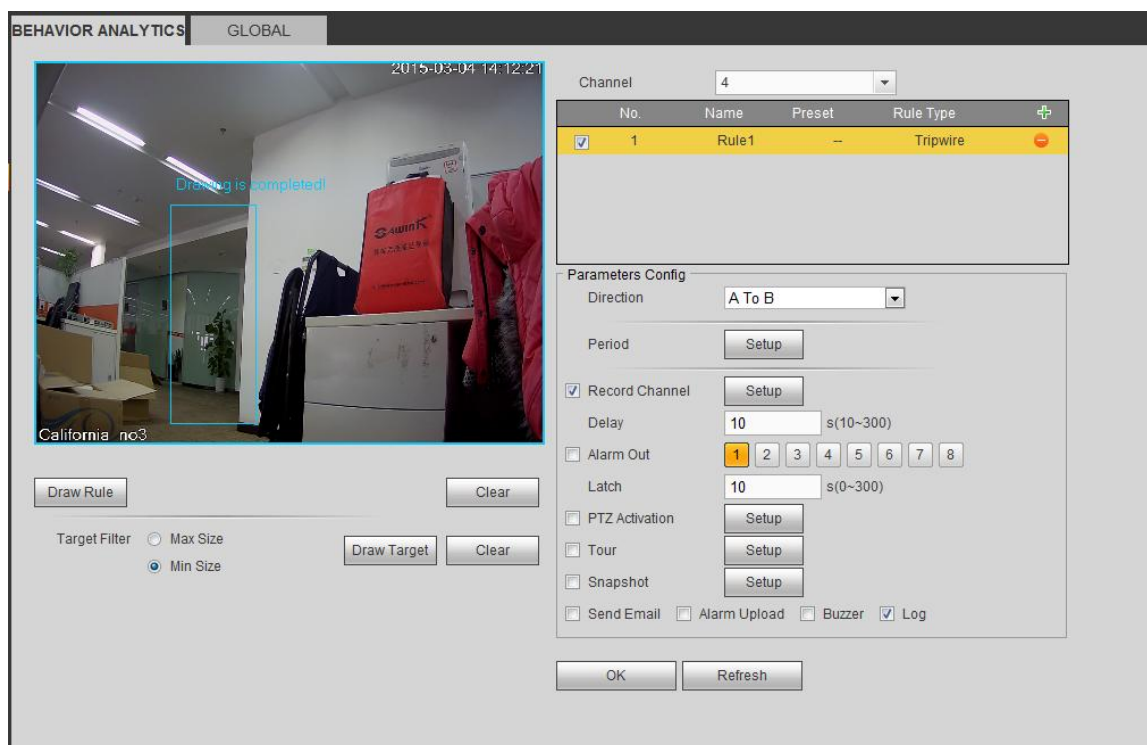 BEHAVIOR ANALYTICS
GLOBAL
2015-03-04 14:12:21
Drawing is completed!
SAWINK
California no3
Draw Rule
Clear
Target Filter
Max Size
Min Size
Draw Target
Clear
Channel
4
No. Name Preset Rule Type
1 Rule1 -- Tripwire
Parameters Config
Direction
A To B
Period
Setup
Record Channel
Setup
Delay
10
s(10~300)
Alarm Out
1 2 3 4 5 6 7 8
Latch
10
s(0~300)
PTZ Activation
Setup
Tour
Setup
Snapshot
Setup
Send Email Alarm Upload Buzzer Log
OK
Refresh